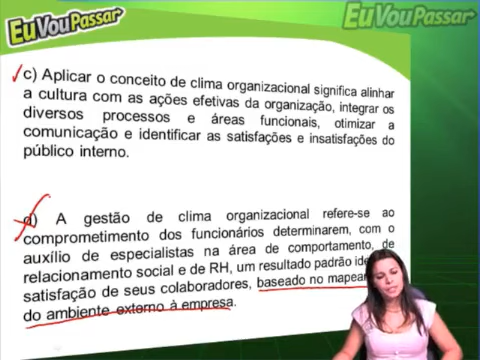 EuVouPassar
EuVouPassar
c) Aplicar o conceito de clima organizacional significa alinhar
a cultura com as ações efetivas da organização, integrar os
diversos processos e áreas funcionais, otimizar a
comunicação e identificar as satisfações e insatisfações do
público interno.
d) A gestão de clima organizacional refere-se ao
comprometimento dos funcionários determinarem, com o
auxílio de especialistas na área de comportamento, de
relacionamento social e de RH, um resultado padrão
satisfação de seus colaboradores, baseado no
do ambiente externo à empresa.